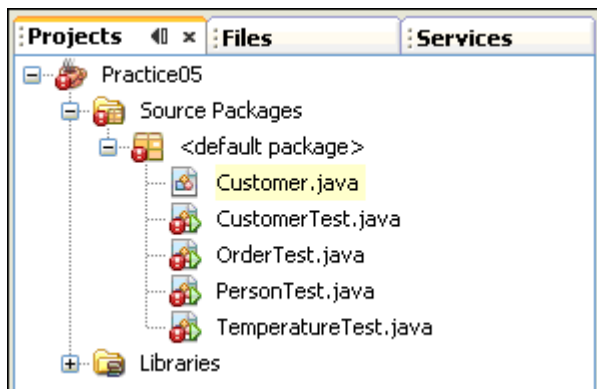 Projects Files Services
Practice05
Source Packages
<default package>
Customer.java
CustomerTest.java
OrderTest.java
PersonTest.java
TemperatureTest.java
Libraries